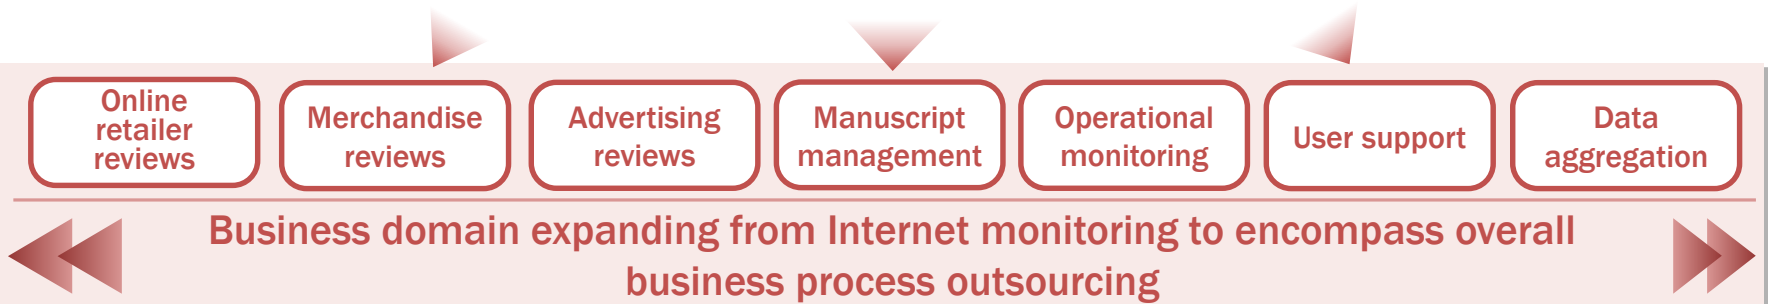 Online
retailer
reviews
Merchandise
reviews
Advertising
reviews
Manuscript
management
Operational
monitoring
User support
Data
aggregation
Business domain expanding from Internet monitoring to encompass overall
business process outsourcing